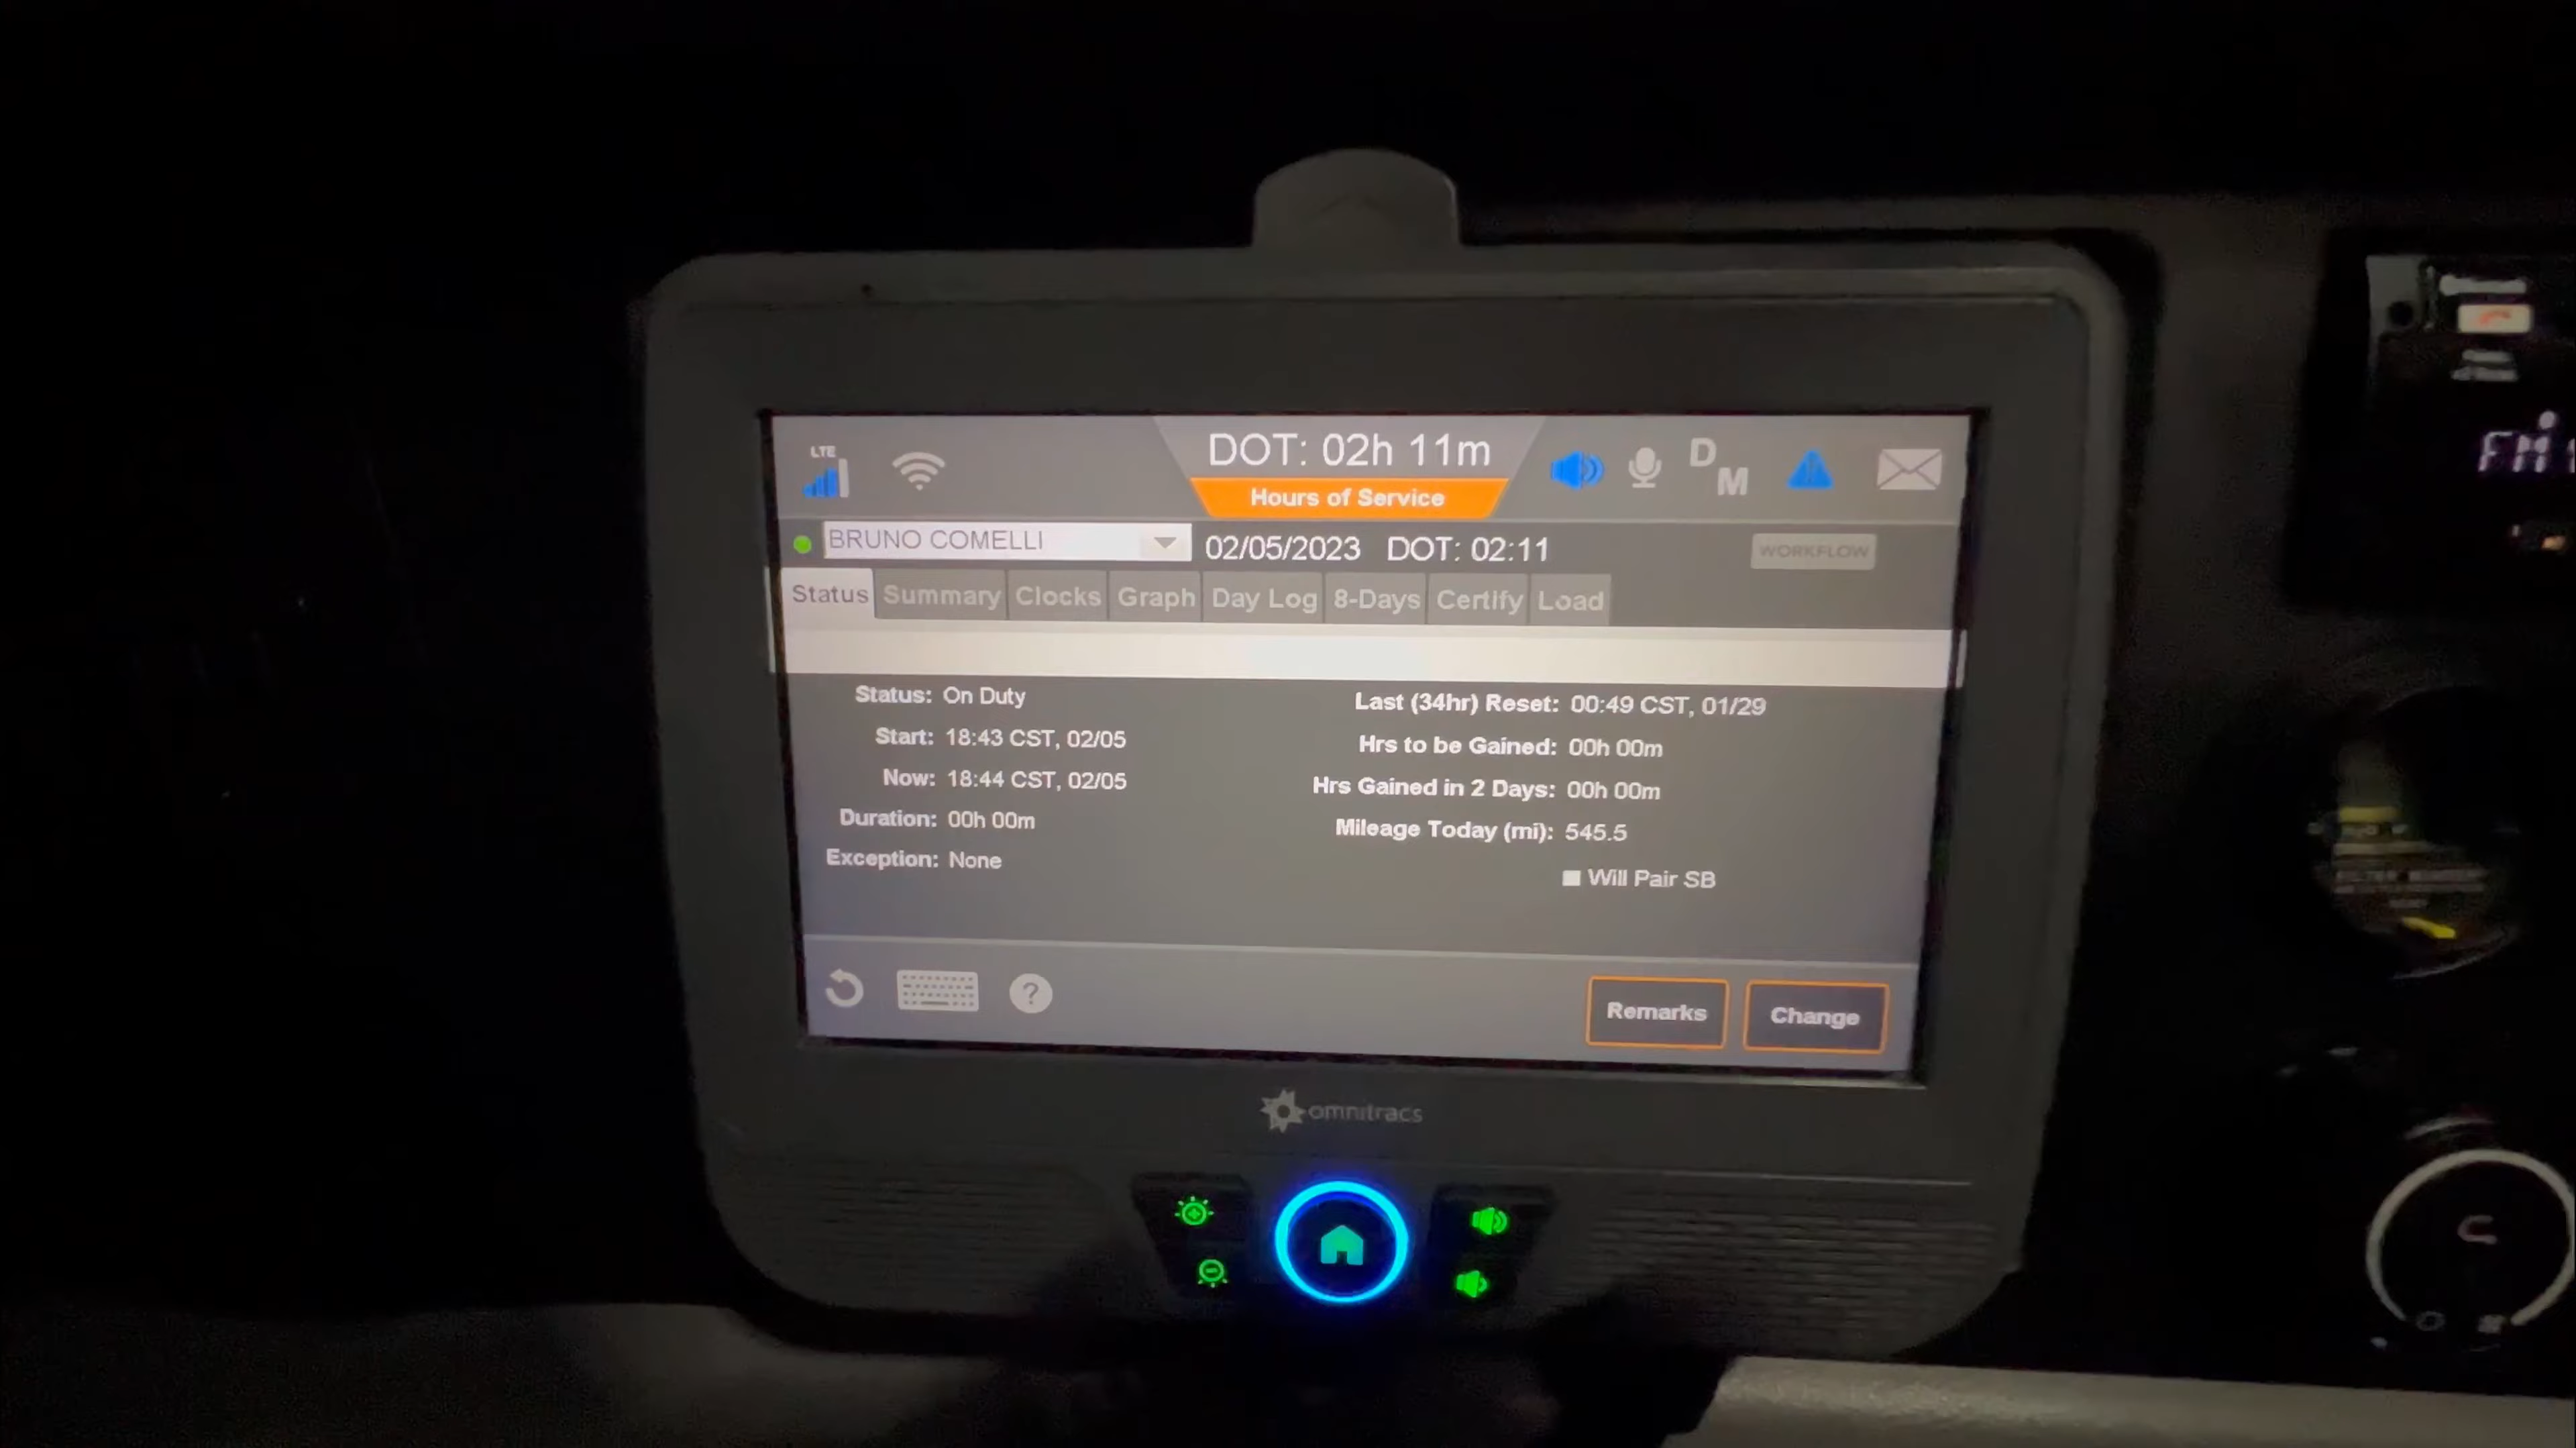 LTE
DOT: 02h 11m
D
M
Hours of Service
BRUNO COMELLI
02/05/2023 DOT: 02:11
WORKFLOW
Status Summary Clocks Graph Day Log 8-Days Certify Load
Status: On Duty
Start: 18:43 CST, 02/05
Now: 18:44 CST, 02/05
Duration: 00h 00m
Exception: None
Last (34hr) Reset: 00:49 CST, 01/29
Hrs to be Gained: 00h 00m
Hrs Gained in 2 Days: 00h 00m
Mileage Today (mi): 545.5
Will Pair SB
?
Remarks Change
omnitracs